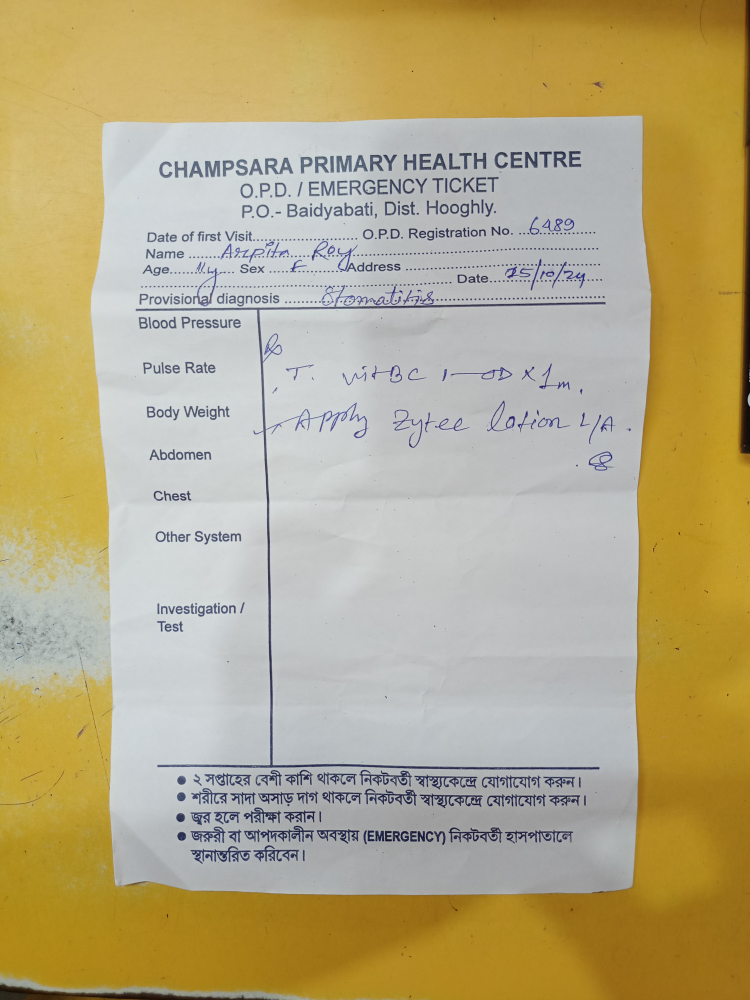 CHAMPSARA PRIMARY HEALTH CENTRE
O.P.D. / EMERGENCY TICKET
P.O.- Baidyabati, Dist. Hooghly.
Date of first Visit.................... O.P.D. Registration No. ..6489
Name ..... Arpita Roy
Age.... Sex ... F ...... Address
Date. 25/10/24
Provisional diagnosis ....... Stomatitis
Blood Pressure
Rx
Pulse Rate
T. Vit BC 1—OD x 1m.
Body Weight
Apply Zytee lotion L/A.
Abdomen
Chest
Other System
Investigation /
Test
● ২ সপ্তাহের বেশী কাশি থাকলে নিকটবর্তী স্বাস্থ্যকেন্দ্রে যোগাযোগ করুন।
● শরীরে সাদা অসাড় দাগ থাকলে নিকটবর্তী স্বাস্থ্যকেন্দ্রে যোগাযোগ করুন।
● জ্বর হলে পরীক্ষা করান।
● জরুরী বা আপদকালীন অবস্থায় (EMERGENCY) নিকটবর্তী হাসপাতালে
স্থানান্তরিত করিবেন।